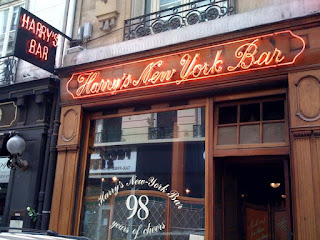 HARRY'S
BAR
Harry's New York Bar
Harry's New-York Bar
98
years of cheers